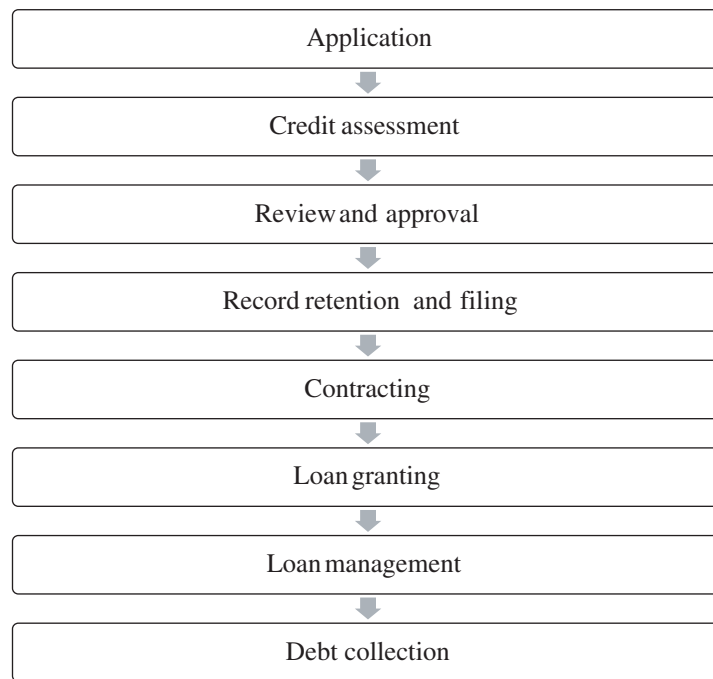 Application
Credit assessment
Review and approval
Record retention and filing
Contracting
Loan granting
Loan management
Debt collection